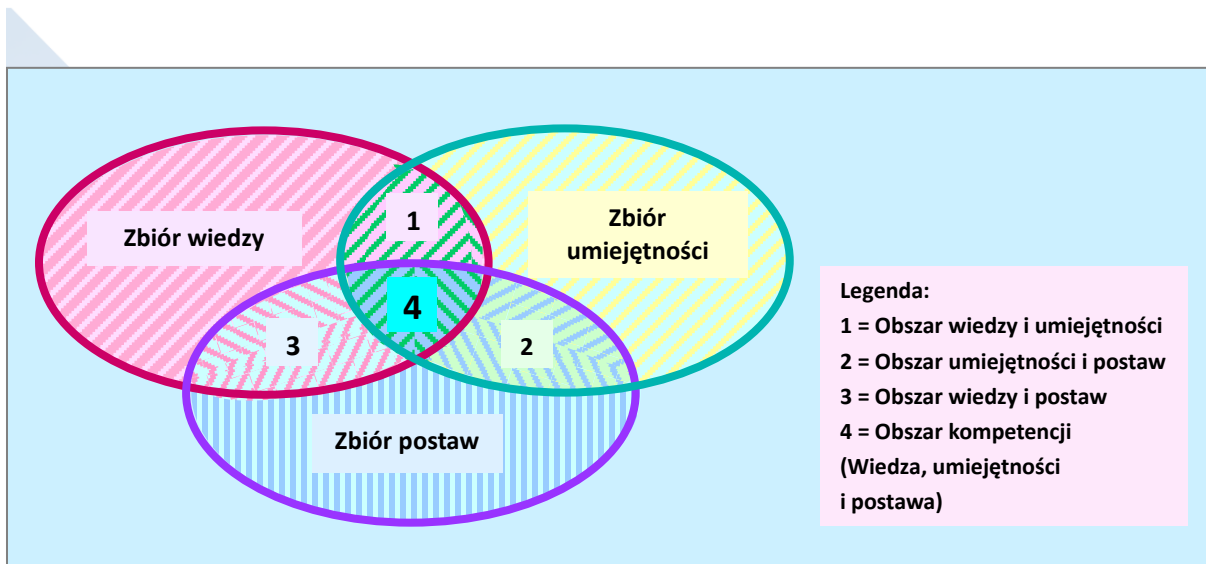 Zbiór wiedzy
1
Zbiór
umiejętności
4
3
2
Zbiór postaw
Legenda:
1 = Obszar wiedzy i umiejętności
2 = Obszar umiejętności i postaw
3 = Obszar wiedzy i postaw
4 = Obszar kompetencji
(Wiedza, umiejętności
i postawa)